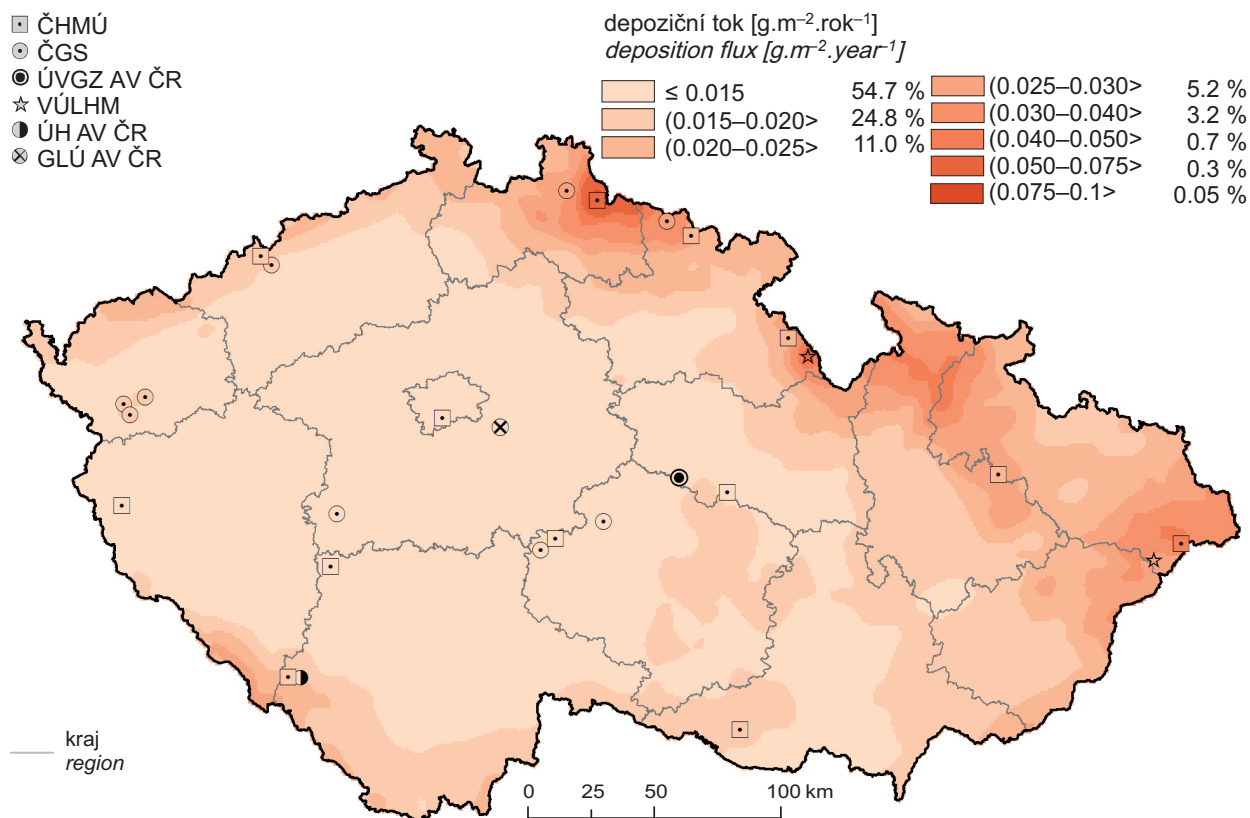 ČHMÚ
ČGS
ÚVGZ AV ČR
VÚLHM
ÚH AV ČR
GLÚ AV ČR
depoziční tok [g.m⁻².rok⁻¹]
deposition flux [g.m⁻².year⁻¹]
≤ 0.015 54.7 %
(0.015–0.020> 24.8 %
(0.020–0.025> 11.0 %
(0.025–0.030> 5.2 %
(0.030–0.040> 3.2 %
(0.040–0.050> 0.7 %
(0.050–0.075> 0.3 %
(0.075–0.1> 0.05 %
kraj
region
0 25 50 100 km